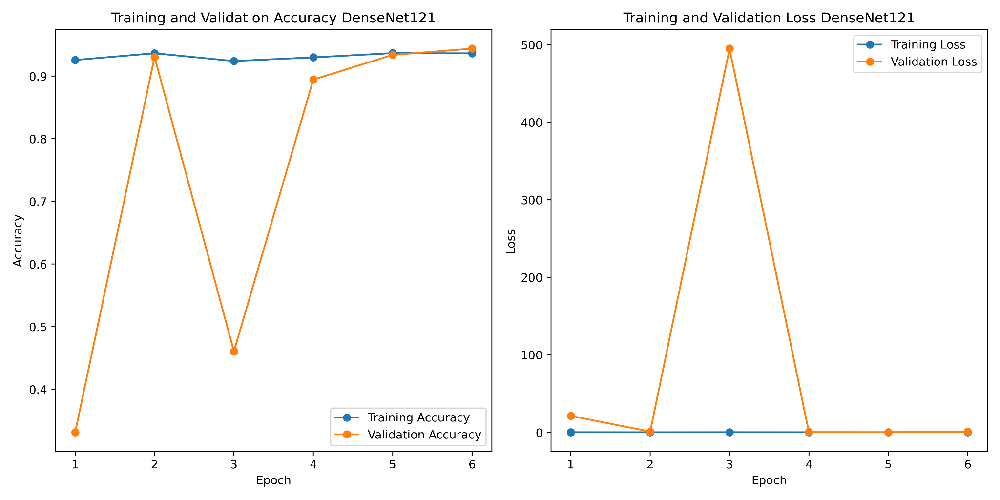 Training and Validation Accuracy DenseNet121
Accuracy
0.9
0.8
0.7
0.6
0.5
0.4
1 2 3 4 5 6
Epoch
Training Accuracy
Validation Accuracy
Training and Validation Loss DenseNet121
Loss
500
400
300
200
100
0
1 2 3 4 5 6
Epoch
Training Loss
Validation Loss